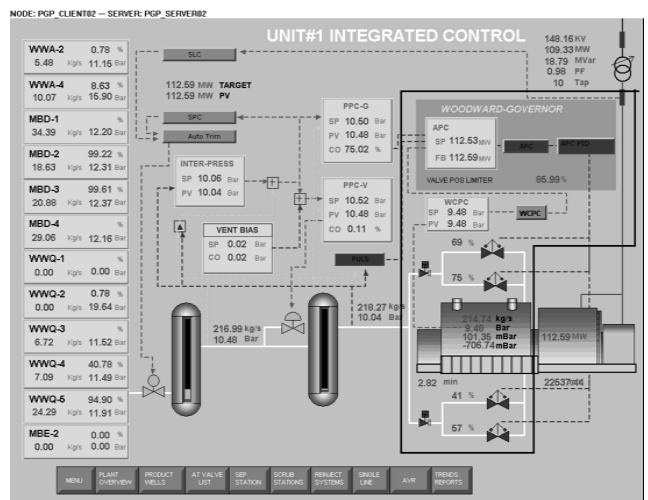 NODE: PGP_CLIENT02 — SERVER: PGP_SERVER02
UNIT#1 INTEGRATED CONTROL
148.16 KV
109.33 MW
18.79 MVar
0.98 PF
10 Tap
WWA-2 0.78 %
5.48 Kg/s 11.15 Bar
WWA-4 8.63 %
10.07 Kg/s 15.90 Bar
MBD-1 %
34.39 Kg/s 12.20 Bar
MBD-2 99.22 %
18.63 Kg/s 12.31 Bar
MBD-3 99.61 %
20.88 Kg/s 12.37 Bar
MBD-4 %
29.06 Kg/s 12.16 Bar
WWQ-1 %
0.00 Kg/s 0.00 Bar
WWQ-2 0.78 %
0.00 Kg/s 19.64 Bar
WWQ-3 %
6.72 Kg/s 11.52 Bar
WWQ-4 40.78 %
7.09 Kg/s 11.49 Bar
WWQ-5 94.90 %
24.29 Kg/s 11.91 Bar
MBE-2 0.00 %
0.00 Kg/s 0.00 Bar
SLC
112.59 MW TARGET
112.59 MW PV
SPC
Auto Trim
INTER-PRESS
SP 10.06 Bar
PV 10.04 Bar
VENT BIAS
SP 0.02 Bar
CO 0.02 Bar
PPC-G
SP 10.50 Bar
PV 10.48 Bar
CO 75.02 %
PPC-V
SP 10.52 Bar
PV 10.48 Bar
CO 0.11 %
PULS
WOODWARD-GOVERNOR
APC
SP 112.53 MW
FB 112.59 MW
APC
APC PID
VALVE POS LIMITER 85.99 %
WCPC
SP 9.48 Bar
PV 9.48 Bar
WCPC
69 %
75 %
216.99 kg/s
10.48 Bar
218.27 kg/s
10.04 Bar
214.74 kg/s
9.48 Bar
101.35 mBar
-706.74 mBar
112.59 MW
2.82 min
41 %
57 %
MENU
PLANT OVERVIEW
PRODUCT WELLS
AT VALVE LIST
SEP STATION
SCRUB STATIONS
REINJECT SYSTEMS
SINGLE LINE
AVR
TRENDS REPORTS